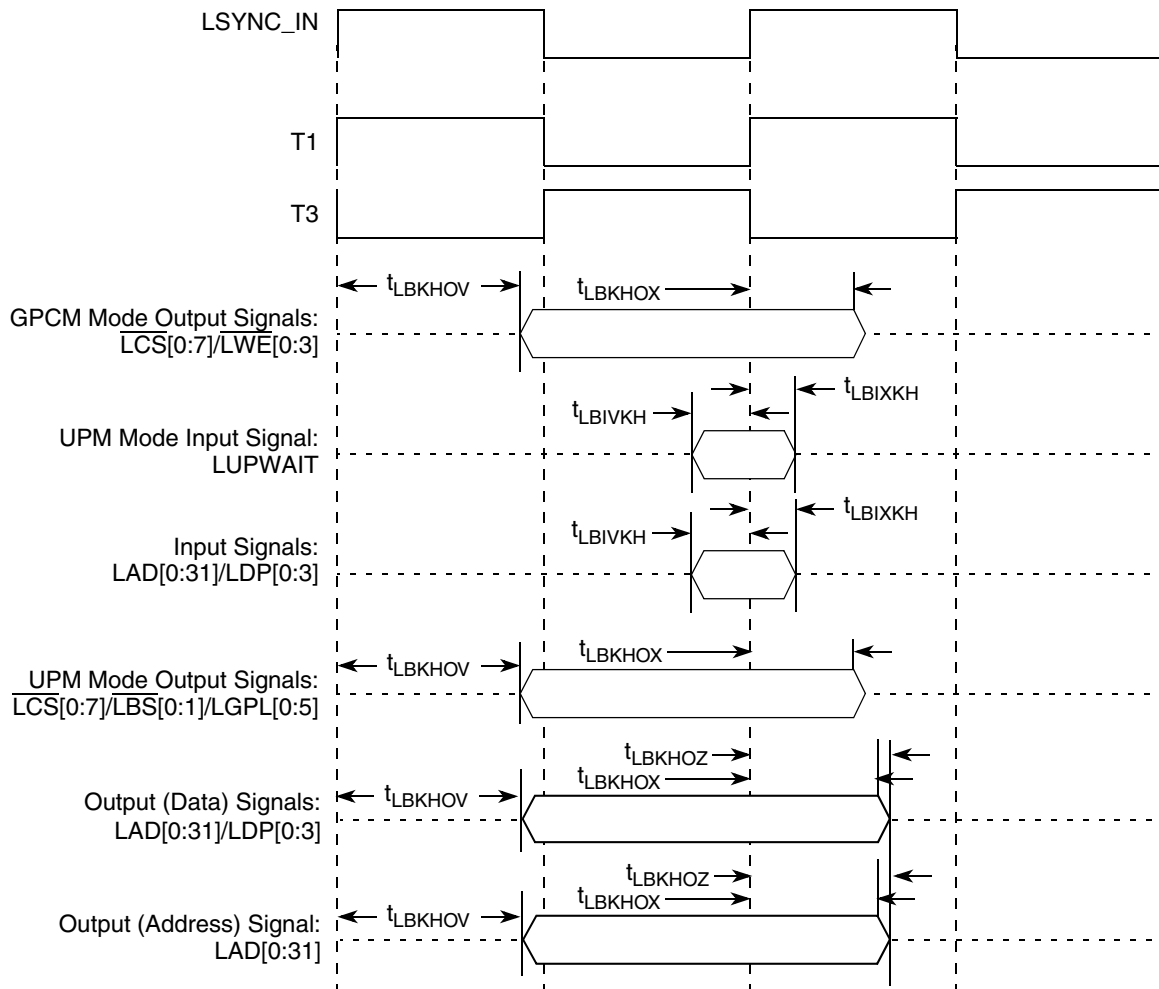 LSYNC_IN
T1
T3
tLBKHOV
tLBKHOX
GPCM Mode Output Signals:
LCS[0:7]/LWE[0:3]
tLBIXKH
tLBIVKH
UPM Mode Input Signal:
LUPWAIT
tLBIXKH
tLBIVKH
Input Signals:
LAD[0:31]/LDP[0:3]
tLBKHOX
tLBKHOV
UPM Mode Output Signals:
LCS[0:7]/LBS[0:1]/LGPL[0:5]
tLBKHOZ
tLBKHOX
tLBKHOV
Output (Data) Signals:
LAD[0:31]/LDP[0:3]
tLBKHOZ
tLBKHOX
tLBKHOV
Output (Address) Signal:
LAD[0:31]